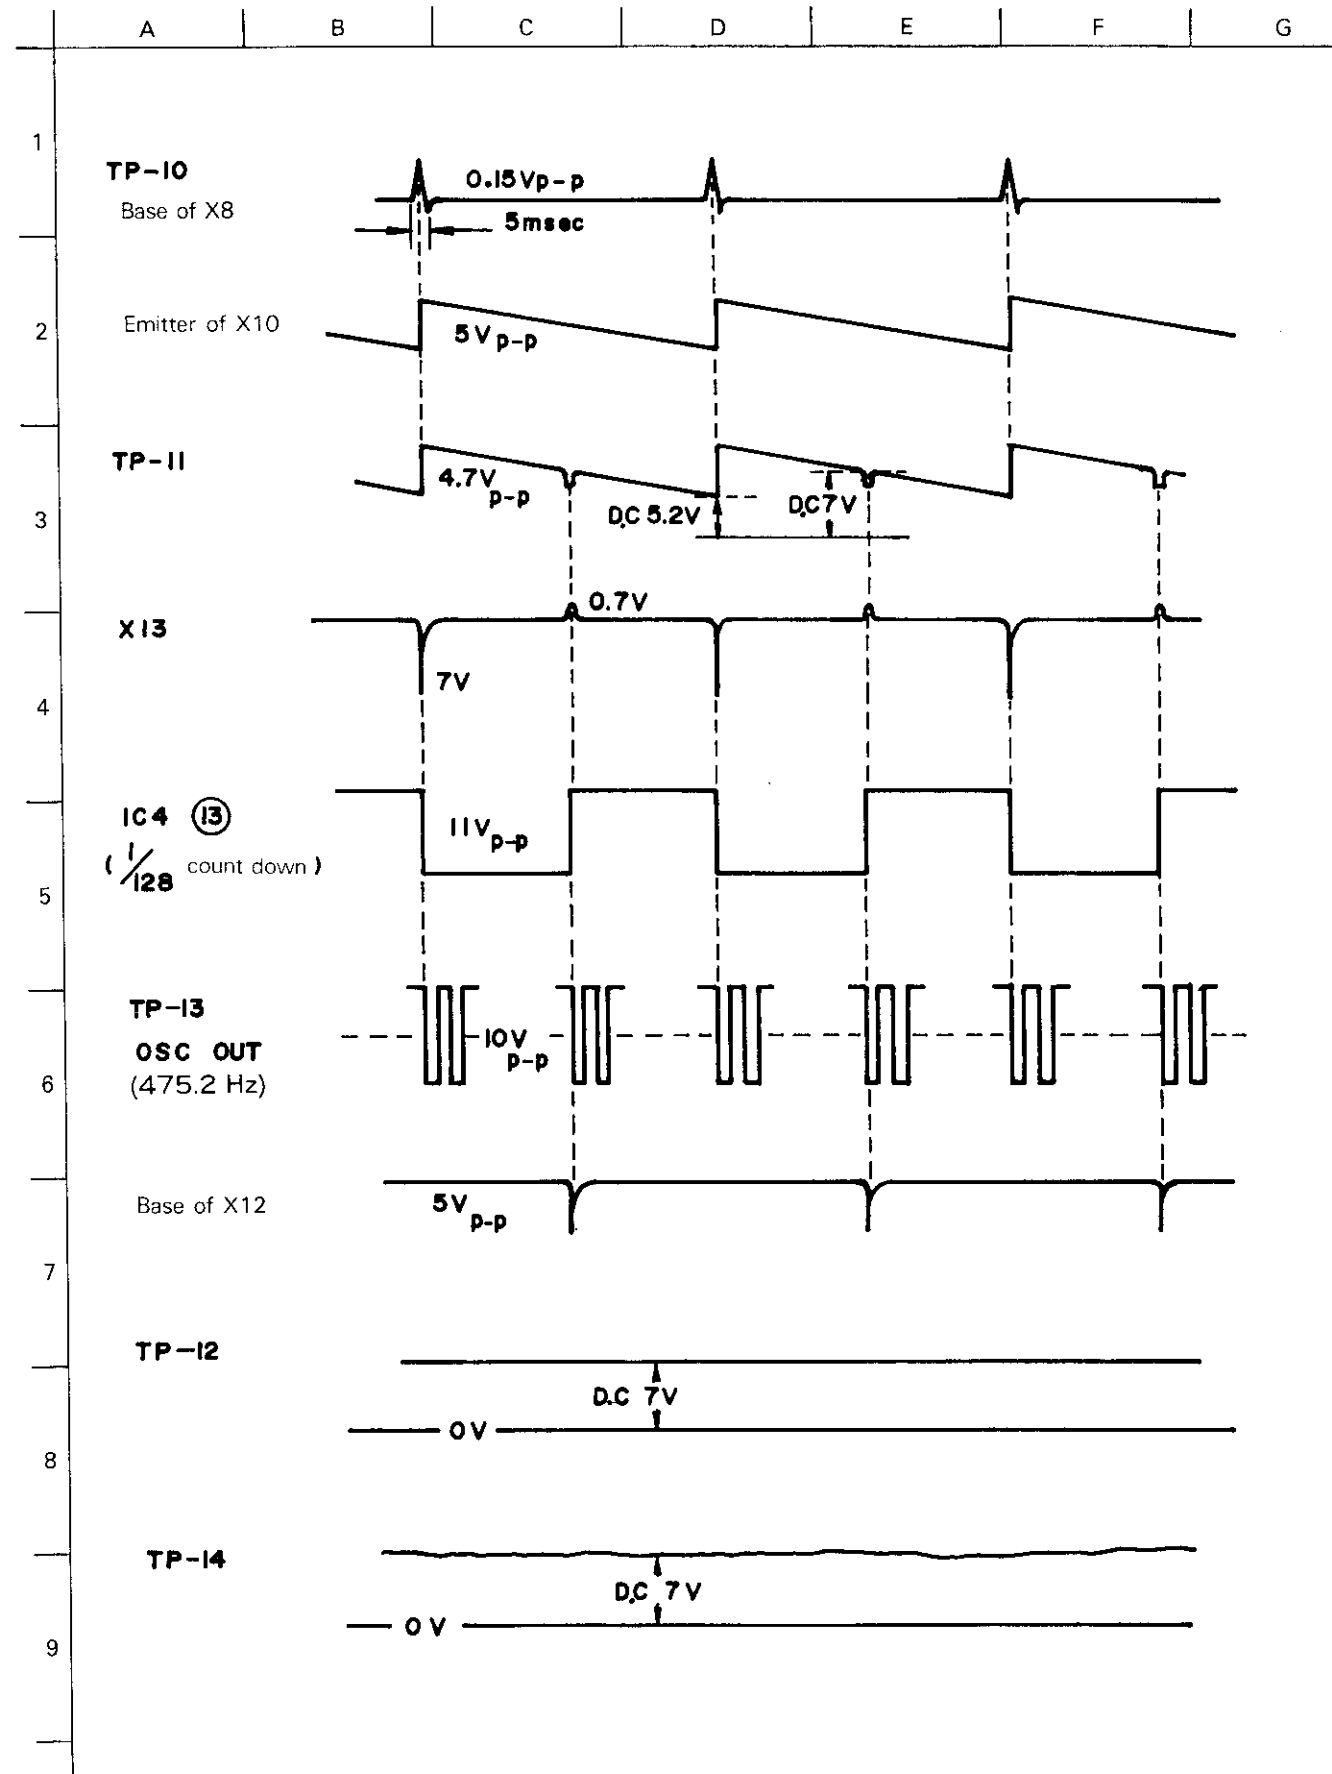 A B C D E F G
1
TP-10
0.15Vp-p
Base of X8
5msec
2
Emitter of X10
5Vp-p
TP-11
4.7Vp-p
D.C 5.2V
D.C 7V
3
X13
0.7V
7V
4
IC4 ⑬
11Vp-p
(1/128 count down)
5
TP-13
OSC OUT
10Vp-p
6
(475.2 Hz)
Base of X12
5Vp-p
7
TP-12
D.C 7V
0V
8
TP-14
D.C 7V
0V
9